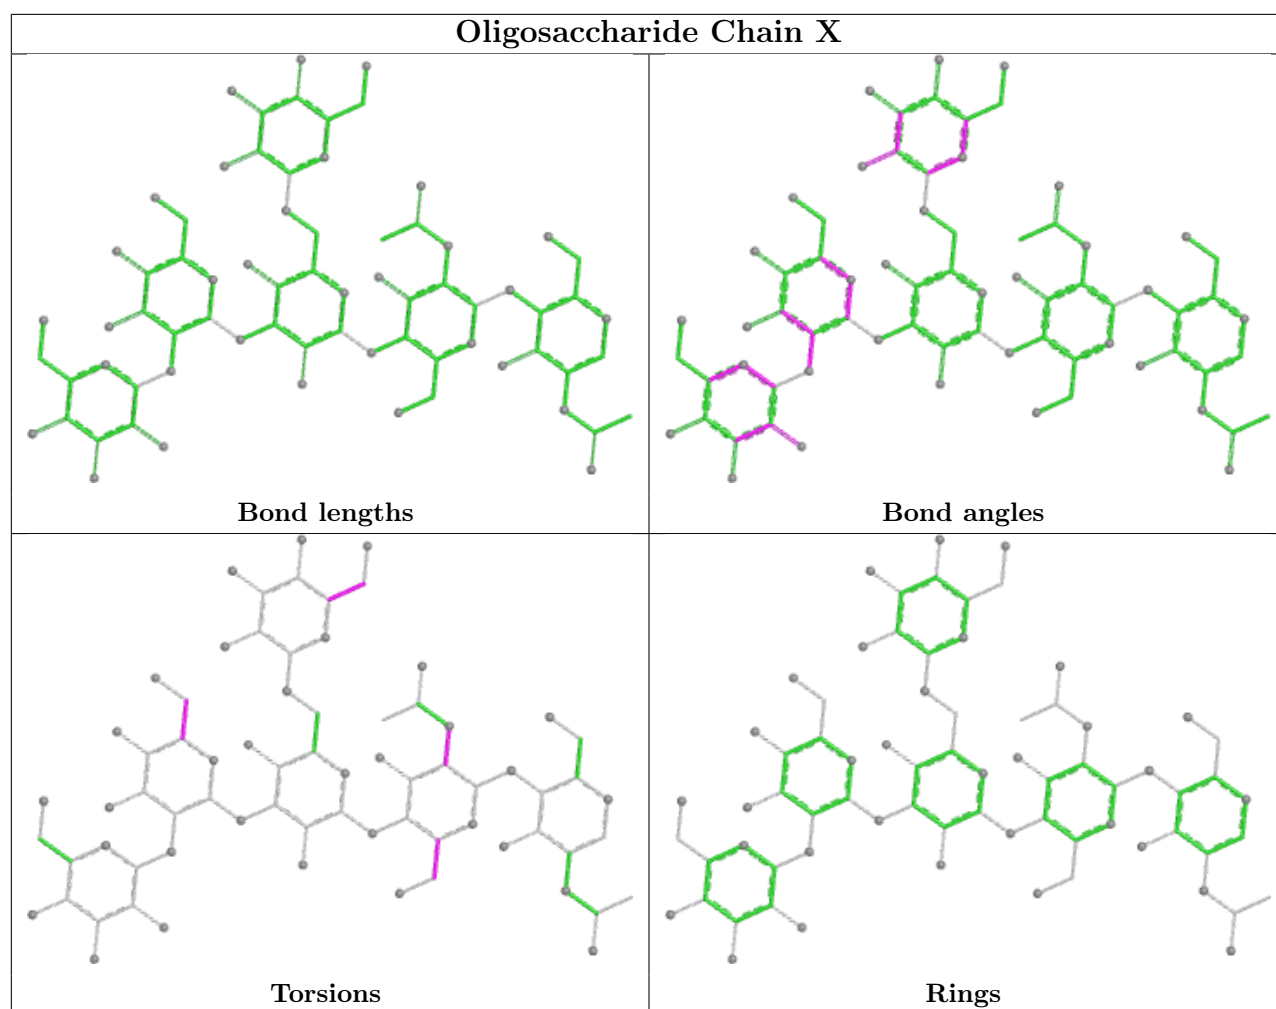 Oligosaccharide Chain X
Bond lengths
Bond angles
Torsions
Rings